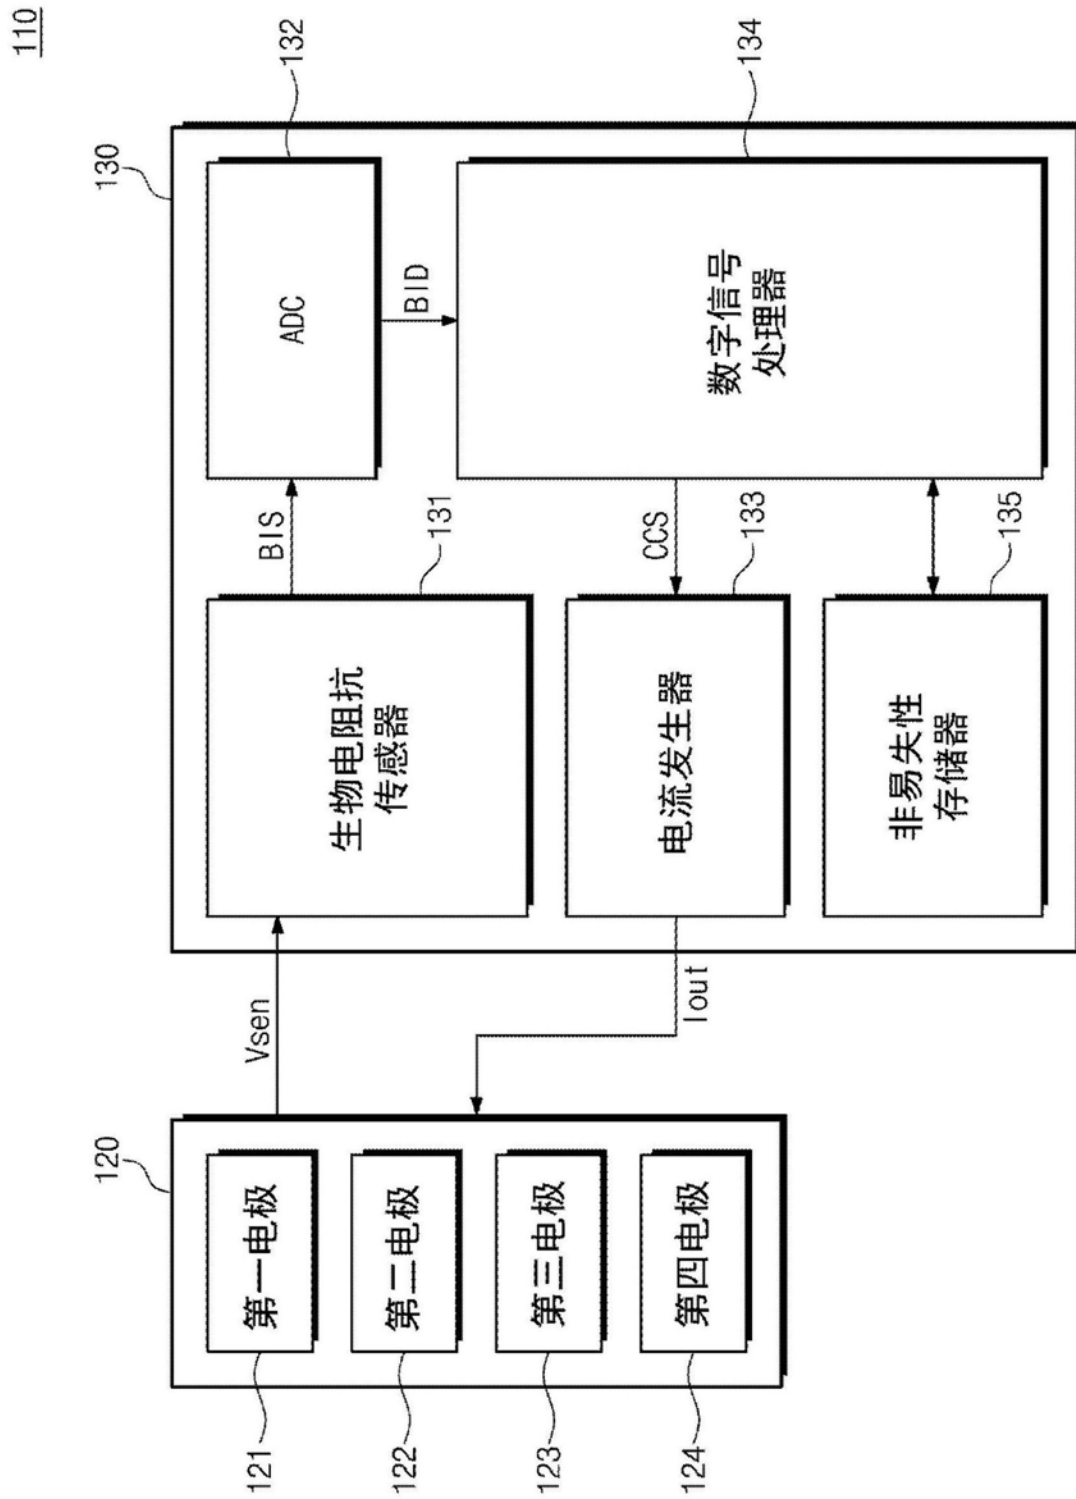 110
120
第一电极
121
第二电极
122
第三电极
123
第四电极
124
Vsen
Iout
130
生物电阻抗
传感器
131
BIS
ADC
132
BID
电流发生器
133
CCS
数字信号
处理器
134
非易失性
存储器
135